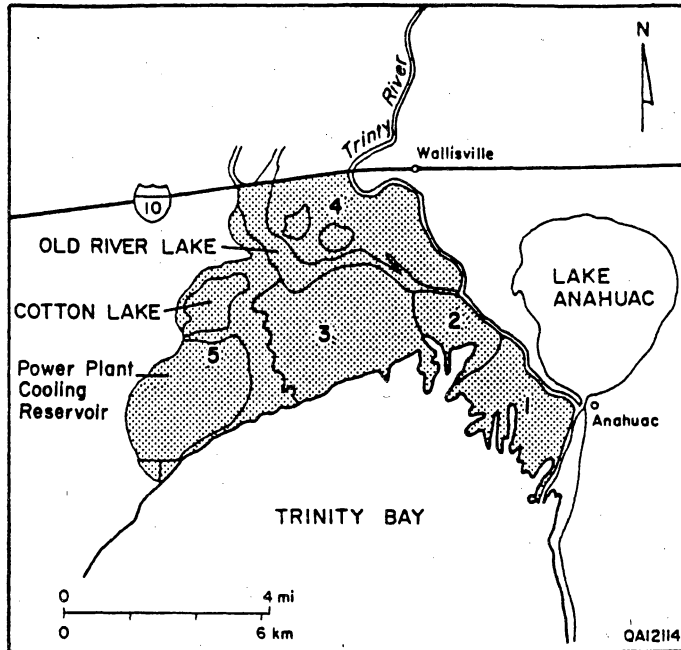 N
Trinty River
Wallisville
10
4
OLD RIVER LAKE
LAKE
ANAHUAC
COTTON LAKE
3
2
5
Power Plant
Cooling
Reservoir
1
Anahuac
TRINITY BAY
0 4 mi
0 6 km
QA12114